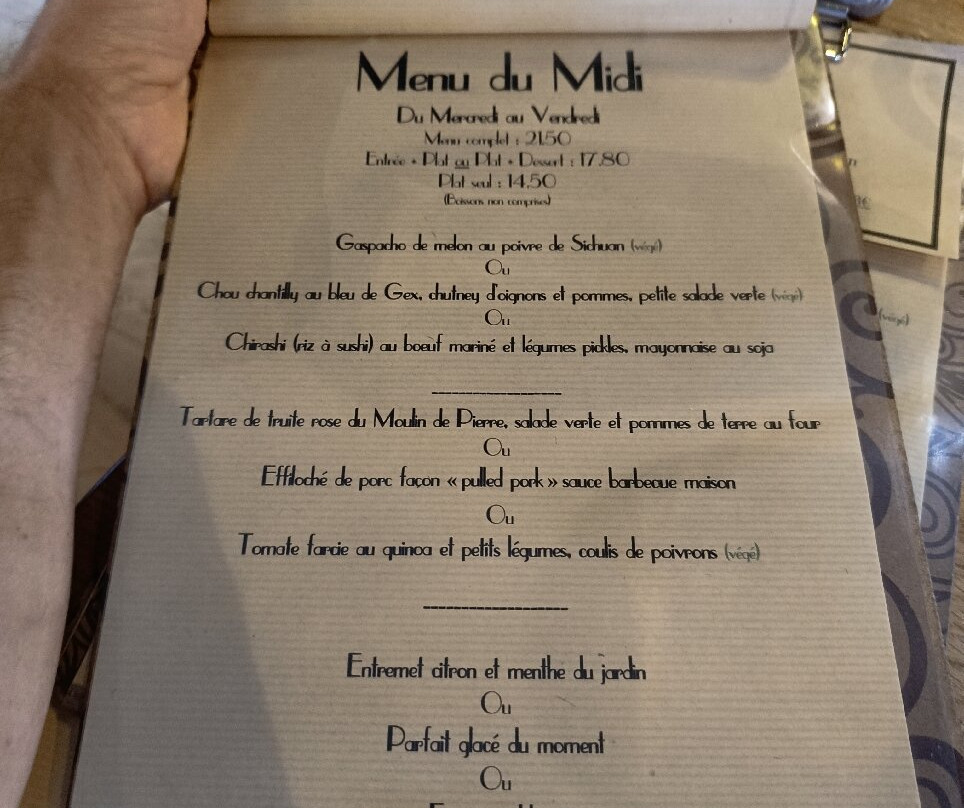 Menu du Midi
Du Mercredi au Vendredi
Menu complet : 21.50
Entrée + Plat ou Plat + Dessert : 17.80
Plat seul : 14.50
(Boissons non comprises)
Gaspacho de melon au poivre de Sichuan (végé)
Ou
Chou chantilly au bleu de Gex, chutney d'oignons et pommes, petite salade verte (végé)
Ou
Chirashi (riz à sushi) au boeuf mariné et légumes pickles, mayonnaise au soja
Tartare de truite rose du Moulin de Pierre, salade verte et pommes de terre au four
Ou
Effiloché de porc façon « pulled pork » sauce barbecue maison
Ou
Tomate farcie au quinoa et petits légumes, coulis de poivrons (végé)
Entremet citron et menthe du jardin
Ou
Parfait glacé du moment
Ou
(végé)